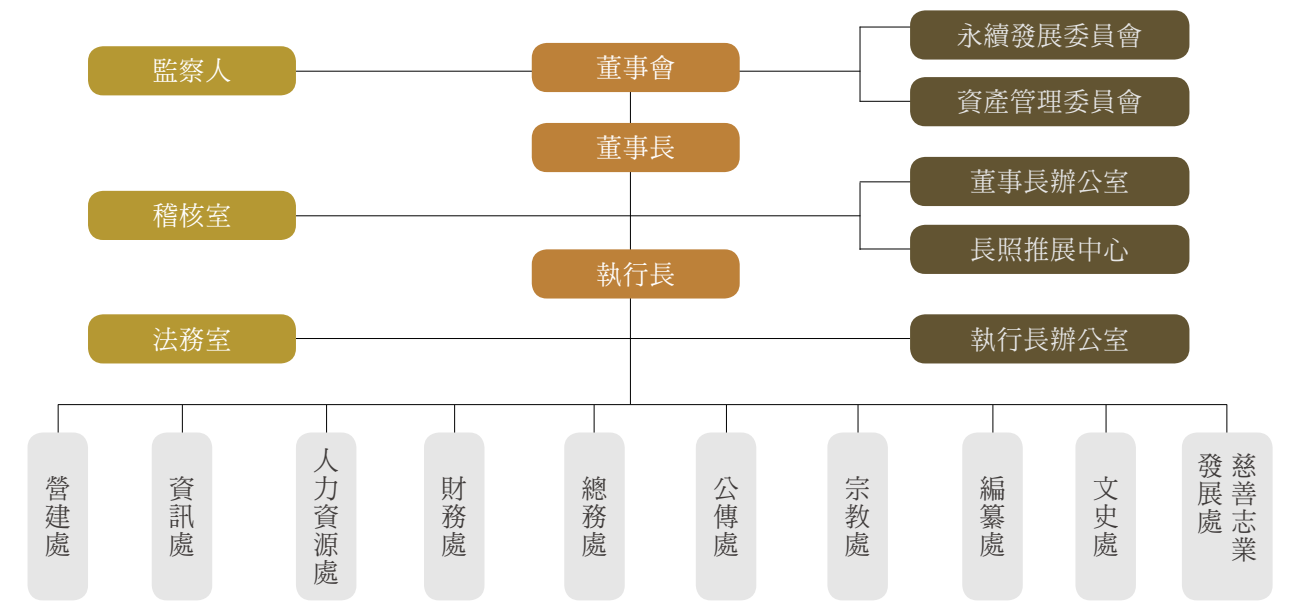 監察人
董事會
永續發展委員會
資產管理委員會
董事長
稽核室
董事長辦公室
長照推展中心
執行長
法務室
執行長辦公室
營建處
資訊處
人力資源處
財務處
總務處
公傳處
宗教處
編纂處
文史處
慈善志業
發展處